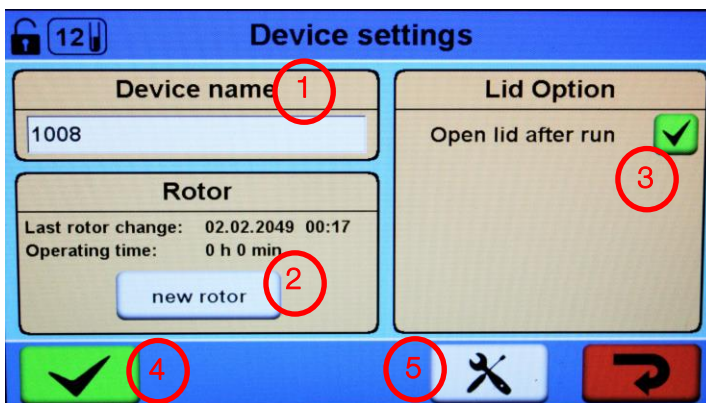 12
Device settings
Device name
1
1008
Rotor
Last rotor change: 02.02.2049 00:17
Operating time: 0 h 0 min
2
new rotor
Lid Option
Open lid after run
3
4
5